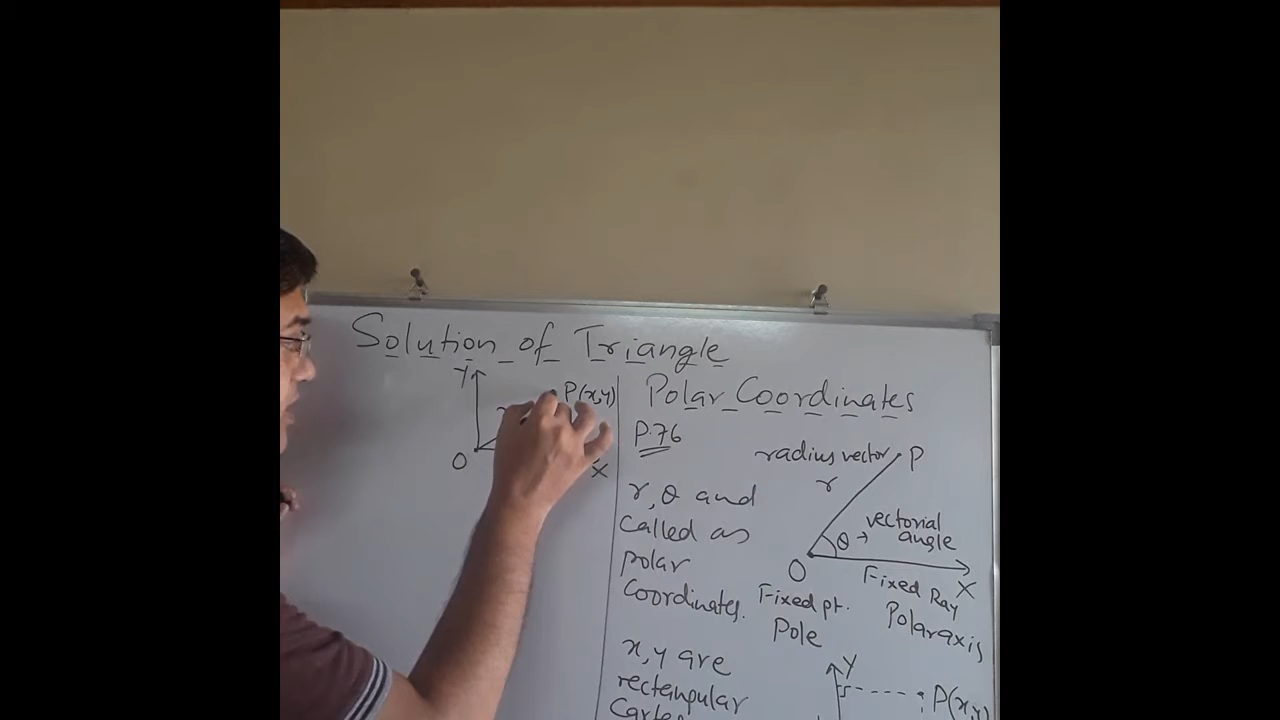 Solution of Triangle
Y
P(x,y)
O
X
Polar Coordinates
P.76
radius vector
P
r
r, θ and
Called as
polar
Coordinates.
θ → vectorial
angle
O
X
Fixed Ray
Polar axis
Fixed pt.
Pole
x, y are
rectangular
Y
P(x,y)